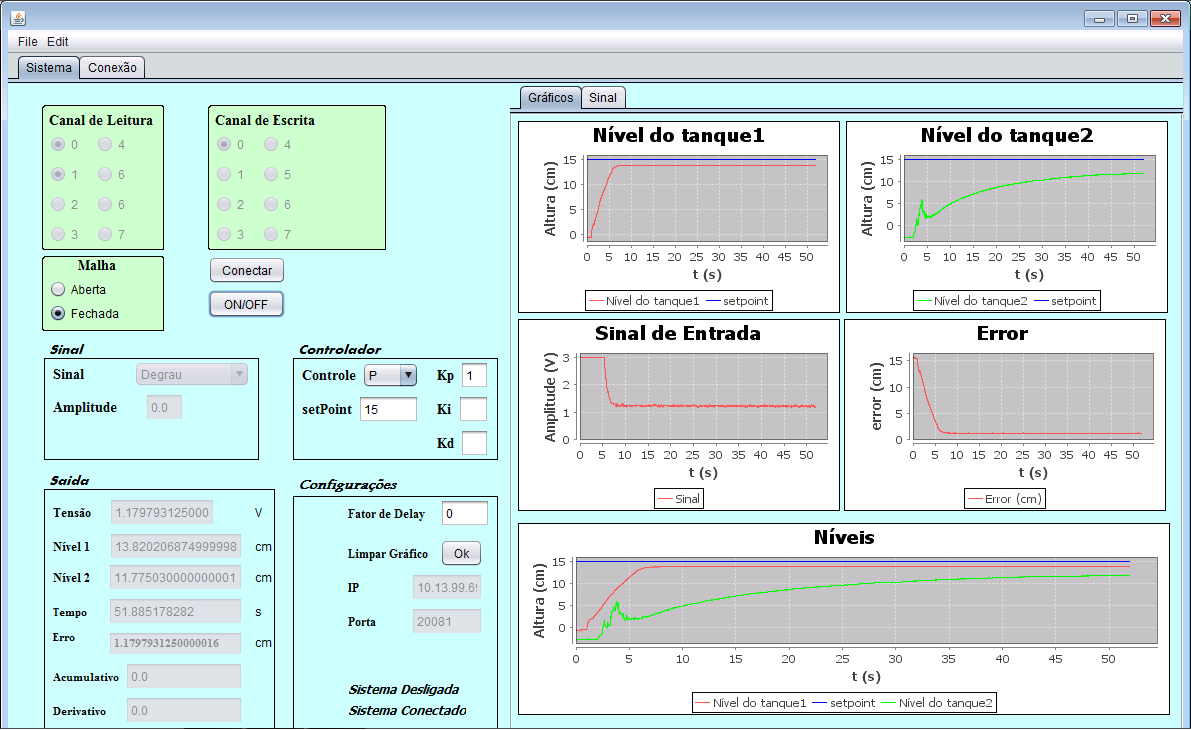 File Edit
Sistema Conexão
Canal de Leitura
0 4
1 6
2 6
3 7
Canal de Escrita
0 4
1 5
2 6
3 7
Malha
Aberta
Fechada
Conectar
ON/OFF
Sinal
Sinal Degrau
Amplitude 0.0
Controlador
Controle P Kp 1
setPoint 15 Ki
Kd
Saida
Tensão 1.179793125000 V
Nível 1 13.820206874999998 cm
Nível 2 11.775030000000001 cm
Tempo 51.885178282 s
Erro 1.1797931250000016 cm
Acumulativo 0.0
Derivativo 0.0
Configurações
Fator de Delay 0
Limpar Gráfico Ok
IP 10.13.99.6
Porta 20081
Sistema Desligada
Sistema Conectado
Gráficos Sinal
Nível do tanque1
Altura (cm)
15
10
5
0
0 5 10 15 20 25 30 35 40 45 50
t (s)
Nível do tanque1 setpoint
Nível do tanque2
Altura (cm)
15
10
5
0
0 5 10 15 20 25 30 35 40 45 50
t (s)
Nível do tanque2 setpoint
Sinal de Entrada
Amplitude (V)
3
2
1
0
0 5 10 15 20 25 30 35 40 45 50
t (s)
Sinal
Error
error (cm)
15
10
5
0
0 5 10 15 20 25 30 35 40 45 50
t (s)
Error (cm)
Níveis
Altura (cm)
15
10
5
0
0 5 10 15 20 25 30 35 40 45 50
t (s)
Nível do tanque1 setpoint Nível do tanque2